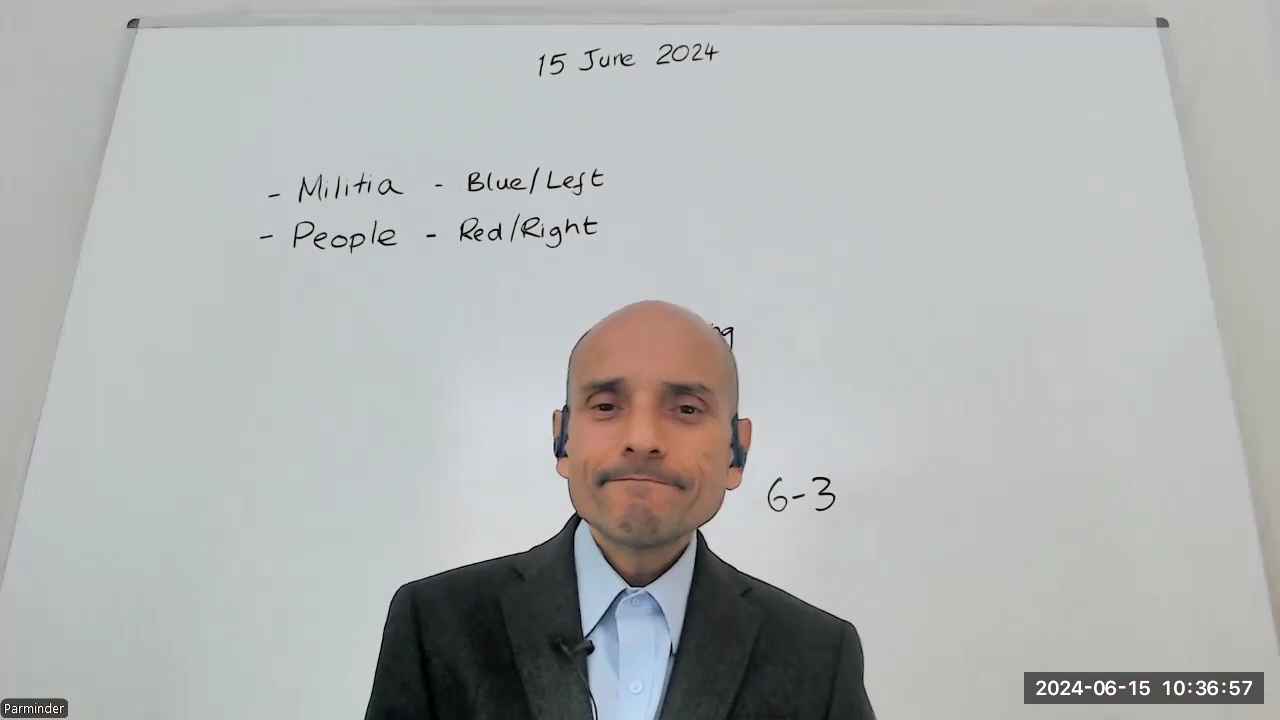 15 June 2024
- Militia - Blue/Left
- People - Red/Right
6-3
2024-06-15 10:36:57
Parminder